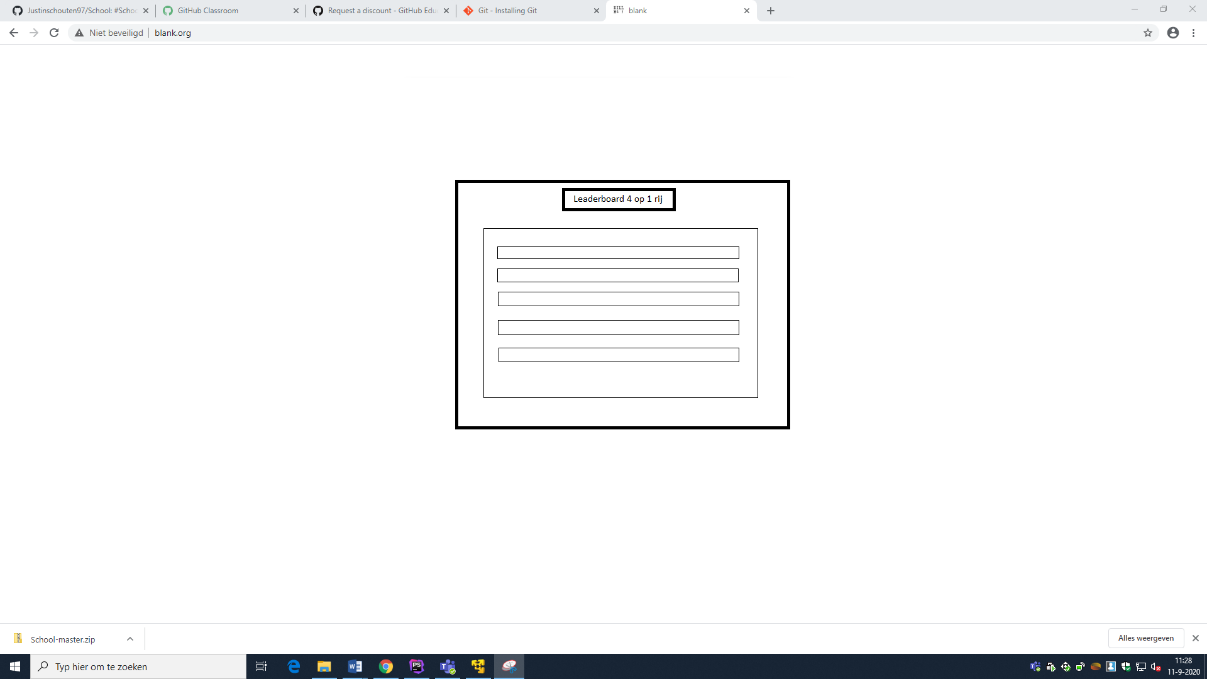 Justinschouten97/School: #Schoo
GitHub Classroom
Request a discount - GitHub Edu
Git - Installing Git
blank
Niet beveiligd
blank.org
Leaderboard 4 op 1 rij
School-master.zip
Alles weergeven
Typ hier om te zoeken
11:28
11-9-2020